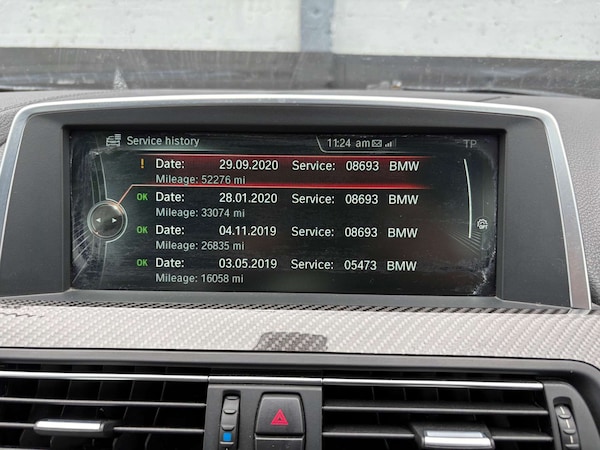 Service history 11:24 am TP
! Date: 29.09.2020 Service: 08693 BMW
Mileage: 52276 mi
OK Date: 28.01.2020 Service: 08693 BMW
Mileage: 33074 mi
OK Date: 04.11.2019 Service: 08693 BMW
Mileage: 26835 mi
OK Date: 03.05.2019 Service: 05473 BMW
Mileage: 16058 mi